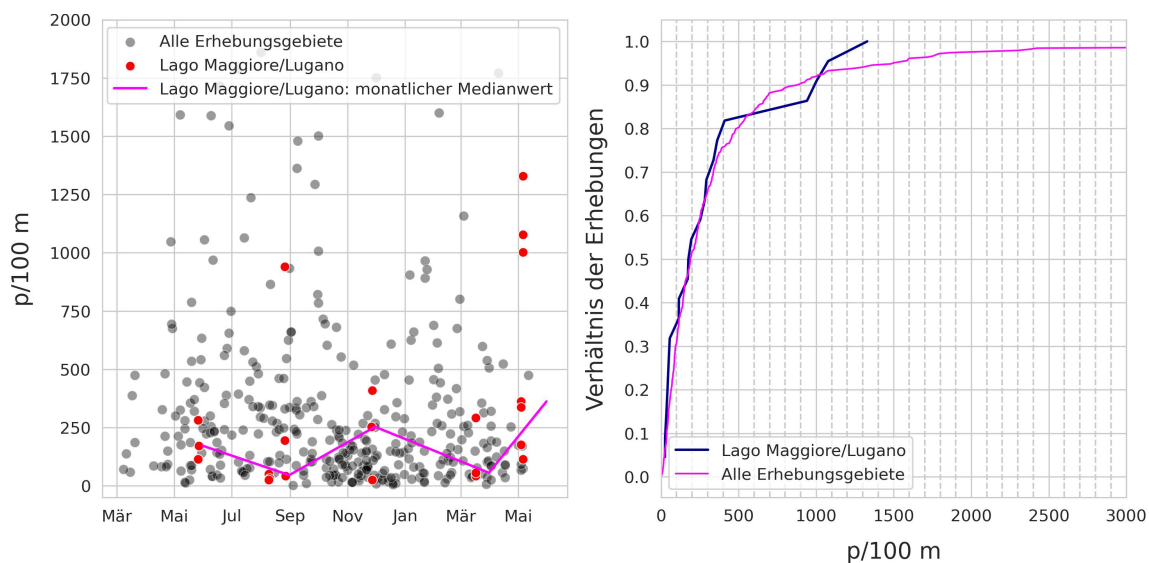 2000
1750
1500
1250
1000
750
500
250
0
p/100 m
Alle Erhebungsgebiete
Lago Maggiore/Lugano
Lago Maggiore/Lugano: monatlicher Medianwert
Mär
Mai
Jul
Sep
Nov
Jan
Mär
Mai
1.0
0.9
0.8
0.7
0.6
0.5
0.4
0.3
0.2
0.1
0.0
Verhältnis der Erhebungen
Lago Maggiore/Lugano
Alle Erhebungsgebiete
0
500
1000
1500
2000
2500
3000
p/100 m